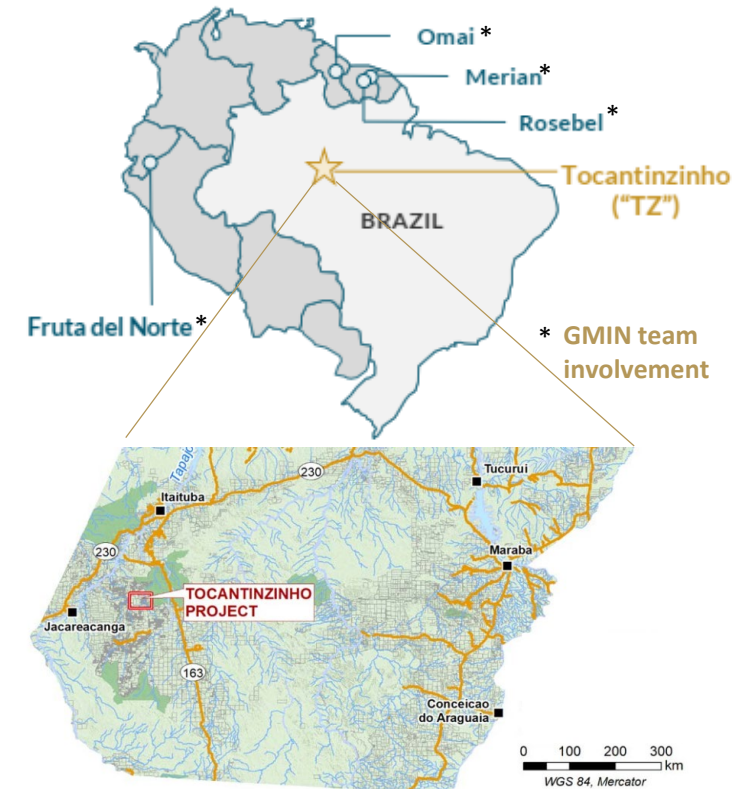 Omai *
Merian*
Rosebel *
Tocantinzinho
("TZ")
BRAZIL
Fruta del Norte *
* GMIN team
involvement
Tapajo
230
Tucurui
Itaituba
230
Maraba
TOCANTINZINHO
PROJECT
Jacareacanga
163
Conceicao
do Araguaia
0 100 200 300
km
WGS 84, Mercator